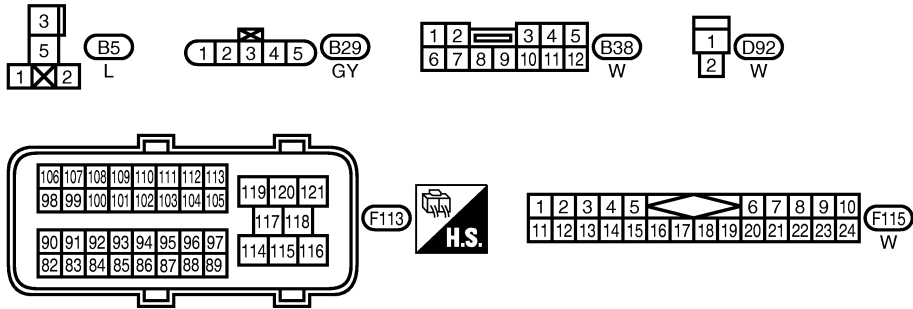 3
5
1 2
B5
L
1 2 3 4 5
B29
GY
1 2 3 4 5
6 7 8 9 10 11 12
B38
W
1
2
D92
W
106 107 108 109 110 111 112 113
98 99 100 101 102 103 104 105
90 91 92 93 94 95 96 97
82 83 84 85 86 87 88 89
119 120 121
117 118
114 115 116
F113
H.S.
1 2 3 4 5 6 7 8 9 10
11 12 13 14 15 16 17 18 19 20 21 22 23 24
F115
W